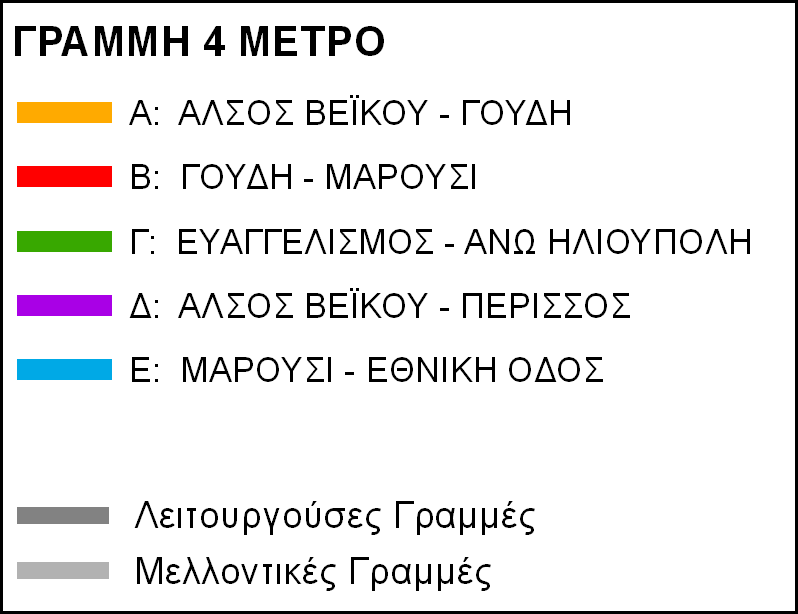 ΓΡΑΜΜΗ 4 ΜΕΤΡΟ
Α: ΑΛΣΟΣ ΒΕΪΚΟΥ - ΓΟΥΔΗ
Β: ΓΟΥΔΗ - ΜΑΡΟΥΣΙ
Γ: ΕΥΑΓΓΕΛΙΣΜΟΣ - ΑΝΩ ΗΛΙΟΥΠΟΛΗ
Δ: ΑΛΣΟΣ ΒΕΪΚΟΥ - ΠΕΡΙΣΣΟΣ
Ε: ΜΑΡΟΥΣΙ - ΕΘΝΙΚΗ ΟΔΟΣ
Λειτουργούσες Γραμμές
Μελλοντικές Γραμμές